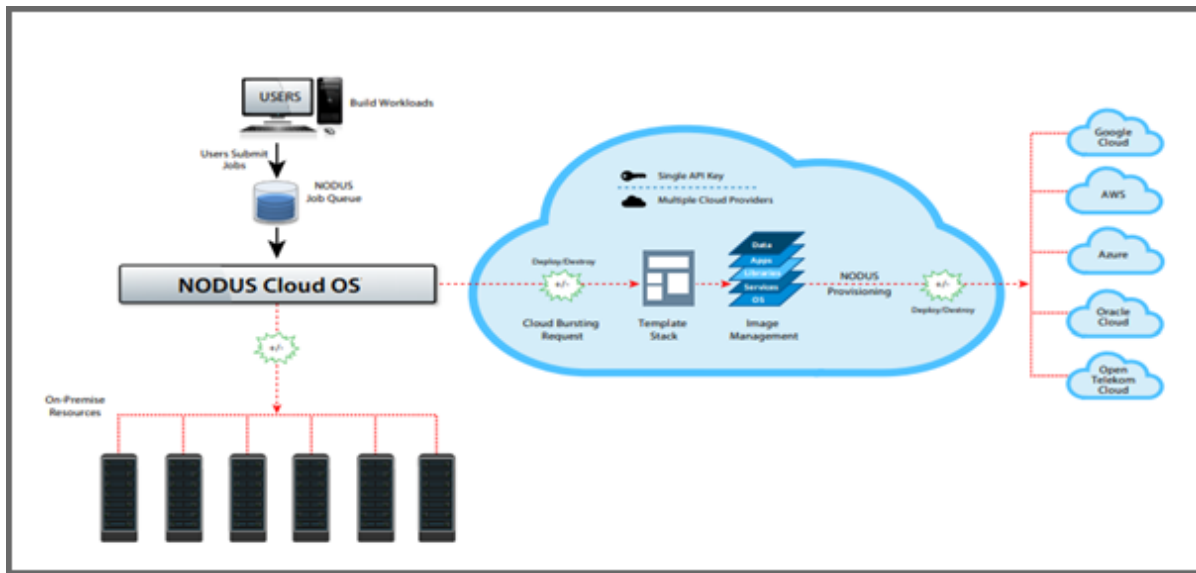 USERS
Build Workloads
Users Submit
Jobs
NODUS
Job Queue
NODUS Cloud OS
+/-
On-Premise
Resources
Single API Key
Multiple Cloud Providers
Deploy/Destroy
+/-
Cloud Bursting
Request
Template
Stack
Data
Apps
Libraries
Services
OS
Image
Management
NODUS
Provisioning
+/-
Deploy/Destroy
Google
Cloud
AWS
Azure
Oracle
Cloud
Open
Telekom
Cloud